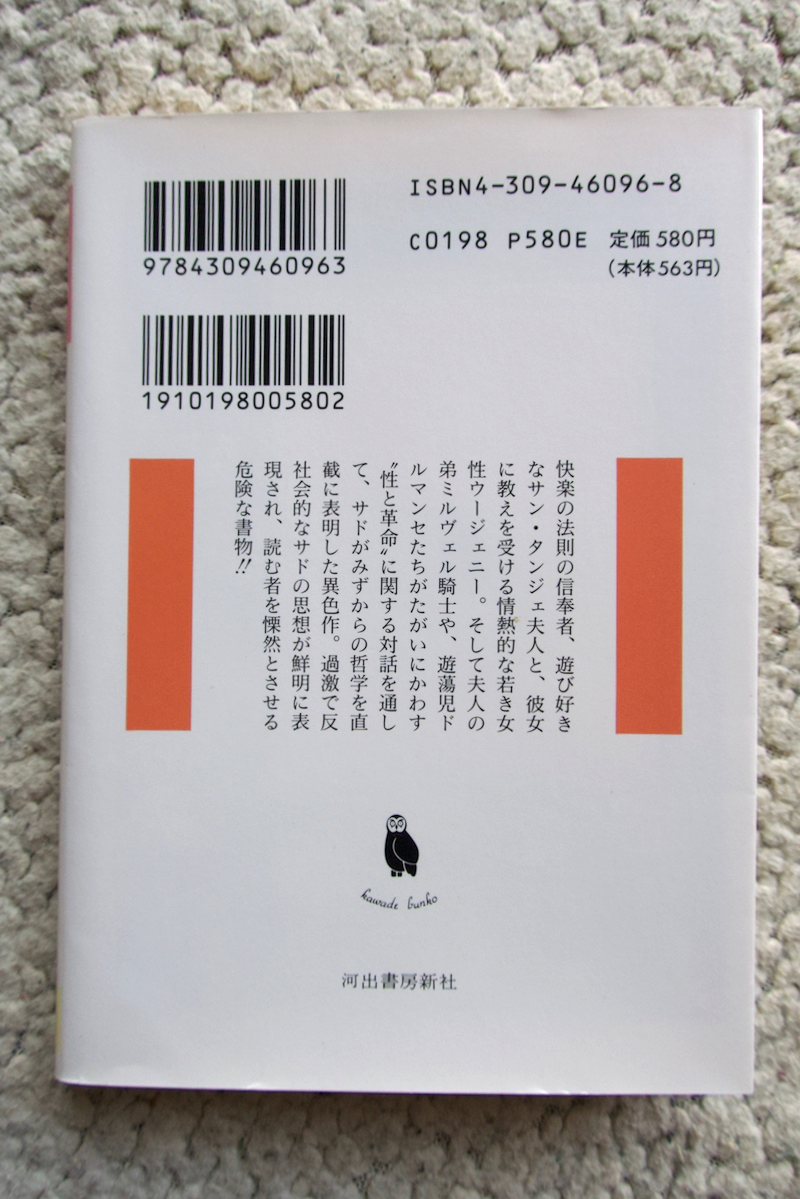 ISBN4-309-46096-8
9784309460963
C0198 P580E 定価580円
(本体563円)
1910198005802
快楽の法則の信奉者、遊び好き
なサン・タンジェ夫人と、彼女
に教えを受ける情熱的な若き女
性ウージェニー。そして夫人の
弟ミルヴェル騎士や、遊蕩児ド
ルマンセたちがたがいにかわす
〝性と革命〟に関する対話を通し
て、サドがみずからの哲学を直
截に表明した異色作。過激で反
社会的なサドの思想が鮮明に表
現され、読む者を慄然とさせる
危険な書物!!
kawade bunko
河出書房新社